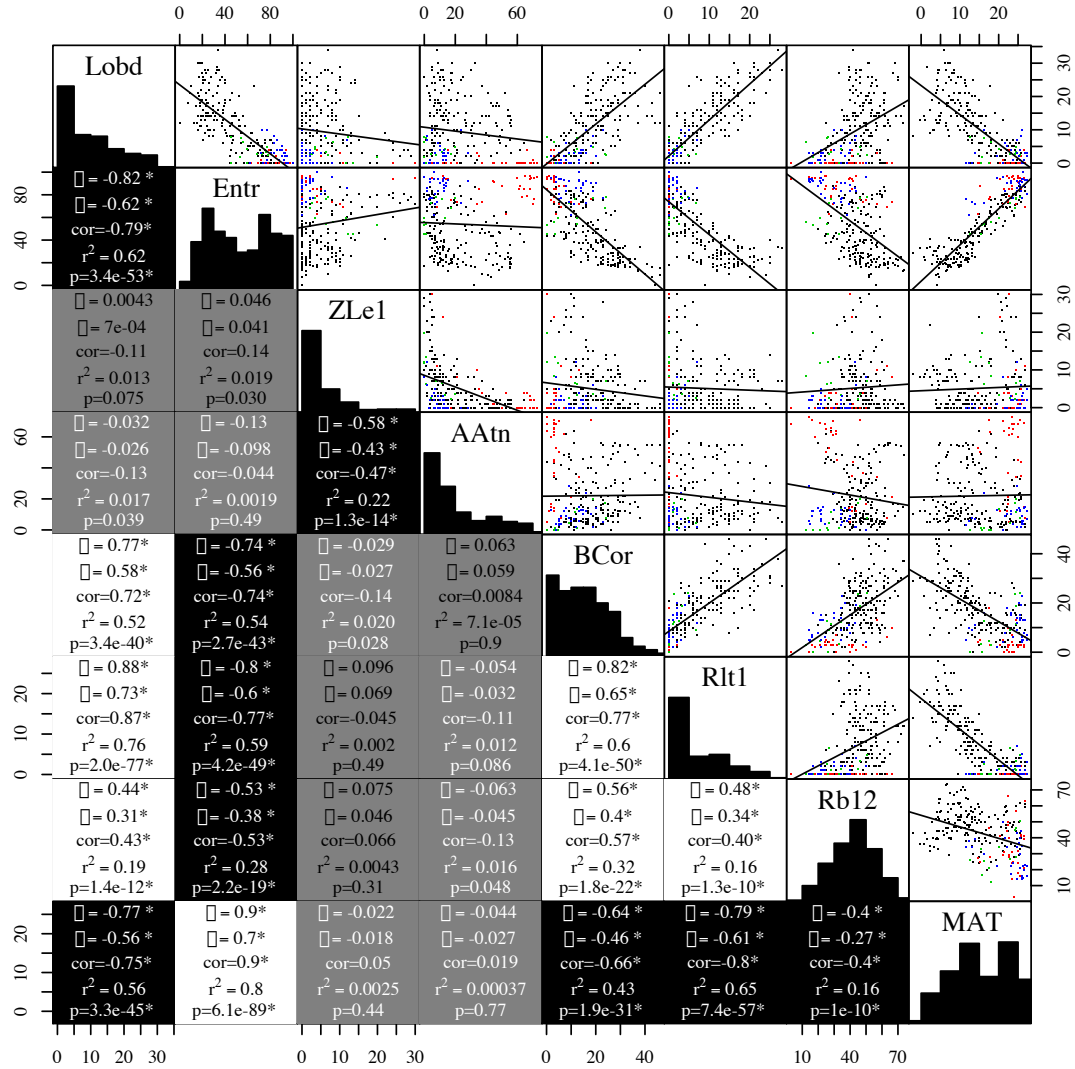 0 40 80 0 40 0 10 20 0 10 20
Lobd
0 10 20 30
▯= -0.82 *
▯= -0.62 *
cor=-0.79*
r² = 0.62
p=3.4e-53*
Entr
0 40 80
▯= 0.0043 ▯= 0.046
▯= 7e-04 ▯= 0.041
cor=-0.11 cor=0.14
r² = 0.013 r² = 0.019
p=0.075 p=0.030
ZLe1
0 10 20 30
▯= -0.032 ▯= -0.13 ▯= -0.58 *
▯= -0.026 ▯= -0.098 ▯= -0.43 *
cor=-0.13 cor=-0.044 cor=-0.47*
r² = 0.017 r² = 0.0019 r² = 0.22
p=0.039 p=0.49 p=1.3e-14*
AAtn
0 20 60
▯= 0.77* ▯= -0.74 * ▯= -0.029 ▯= 0.063
▯= 0.58* ▯= -0.56 * ▯= -0.027 ▯= 0.059
cor=0.72* cor=-0.74* cor=-0.14 cor=0.0084
r² = 0.52 r² = 0.54 r² = 0.020 r² = 7.1e-05
p=3.4e-40* p=2.7e-43* p=0.028 p=0.9
BCor
0 20 40
▯= 0.88* ▯= -0.8 * ▯= 0.096 ▯= -0.054 ▯= 0.82*
▯= 0.73* ▯= -0.6 * ▯= 0.069 ▯= -0.032 ▯= 0.65*
cor=0.87* cor=-0.77* cor=-0.045 cor=-0.11 cor=0.77*
r² = 0.76 r² = 0.59 r² = 0.002 r² = 0.012 r² = 0.6
p=2.0e-77* p=4.2e-49* p=0.49 p=0.086 p=4.1e-50*
Rlt1
0 10 20
▯= 0.44* ▯= -0.53 * ▯= 0.075 ▯= -0.063 ▯= 0.56* ▯= 0.48*
▯= 0.31* ▯= -0.38 * ▯= 0.046 ▯= -0.045 ▯= 0.4* ▯= 0.34*
cor=0.43* cor=-0.53* cor=0.066 cor=-0.13 cor=0.57* cor=0.40*
r² = 0.19 r² = 0.28 r² = 0.0043 r² = 0.016 r² = 0.32 r² = 0.16
p=1.4e-12* p=2.2e-19* p=0.31 p=0.048 p=1.8e-22* p=1.3e-10*
Rb12
10 40 70
▯= -0.77 * ▯= 0.9* ▯= -0.022 ▯= -0.044 ▯= -0.64 * ▯= -0.79 * ▯= -0.4 *
▯= -0.56 * ▯= 0.7* ▯= -0.018 ▯= -0.027 ▯= -0.46 * ▯= -0.61 * ▯= -0.27 *
cor=-0.75* cor=0.9* cor=0.05 cor=0.019 cor=-0.66* cor=-0.8* cor=-0.4*
r² = 0.56 r² = 0.8 r² = 0.0025 r² = 0.00037 r² = 0.43 r² = 0.65 r² = 0.16
p=3.3e-45* p=6.1e-89* p=0.44 p=0.77 p=1.9e-31* p=7.4e-57* p=1e-10*
MAT
0 10 20
0 10 20 30 0 10 20 30 0 20 40 10 40 70